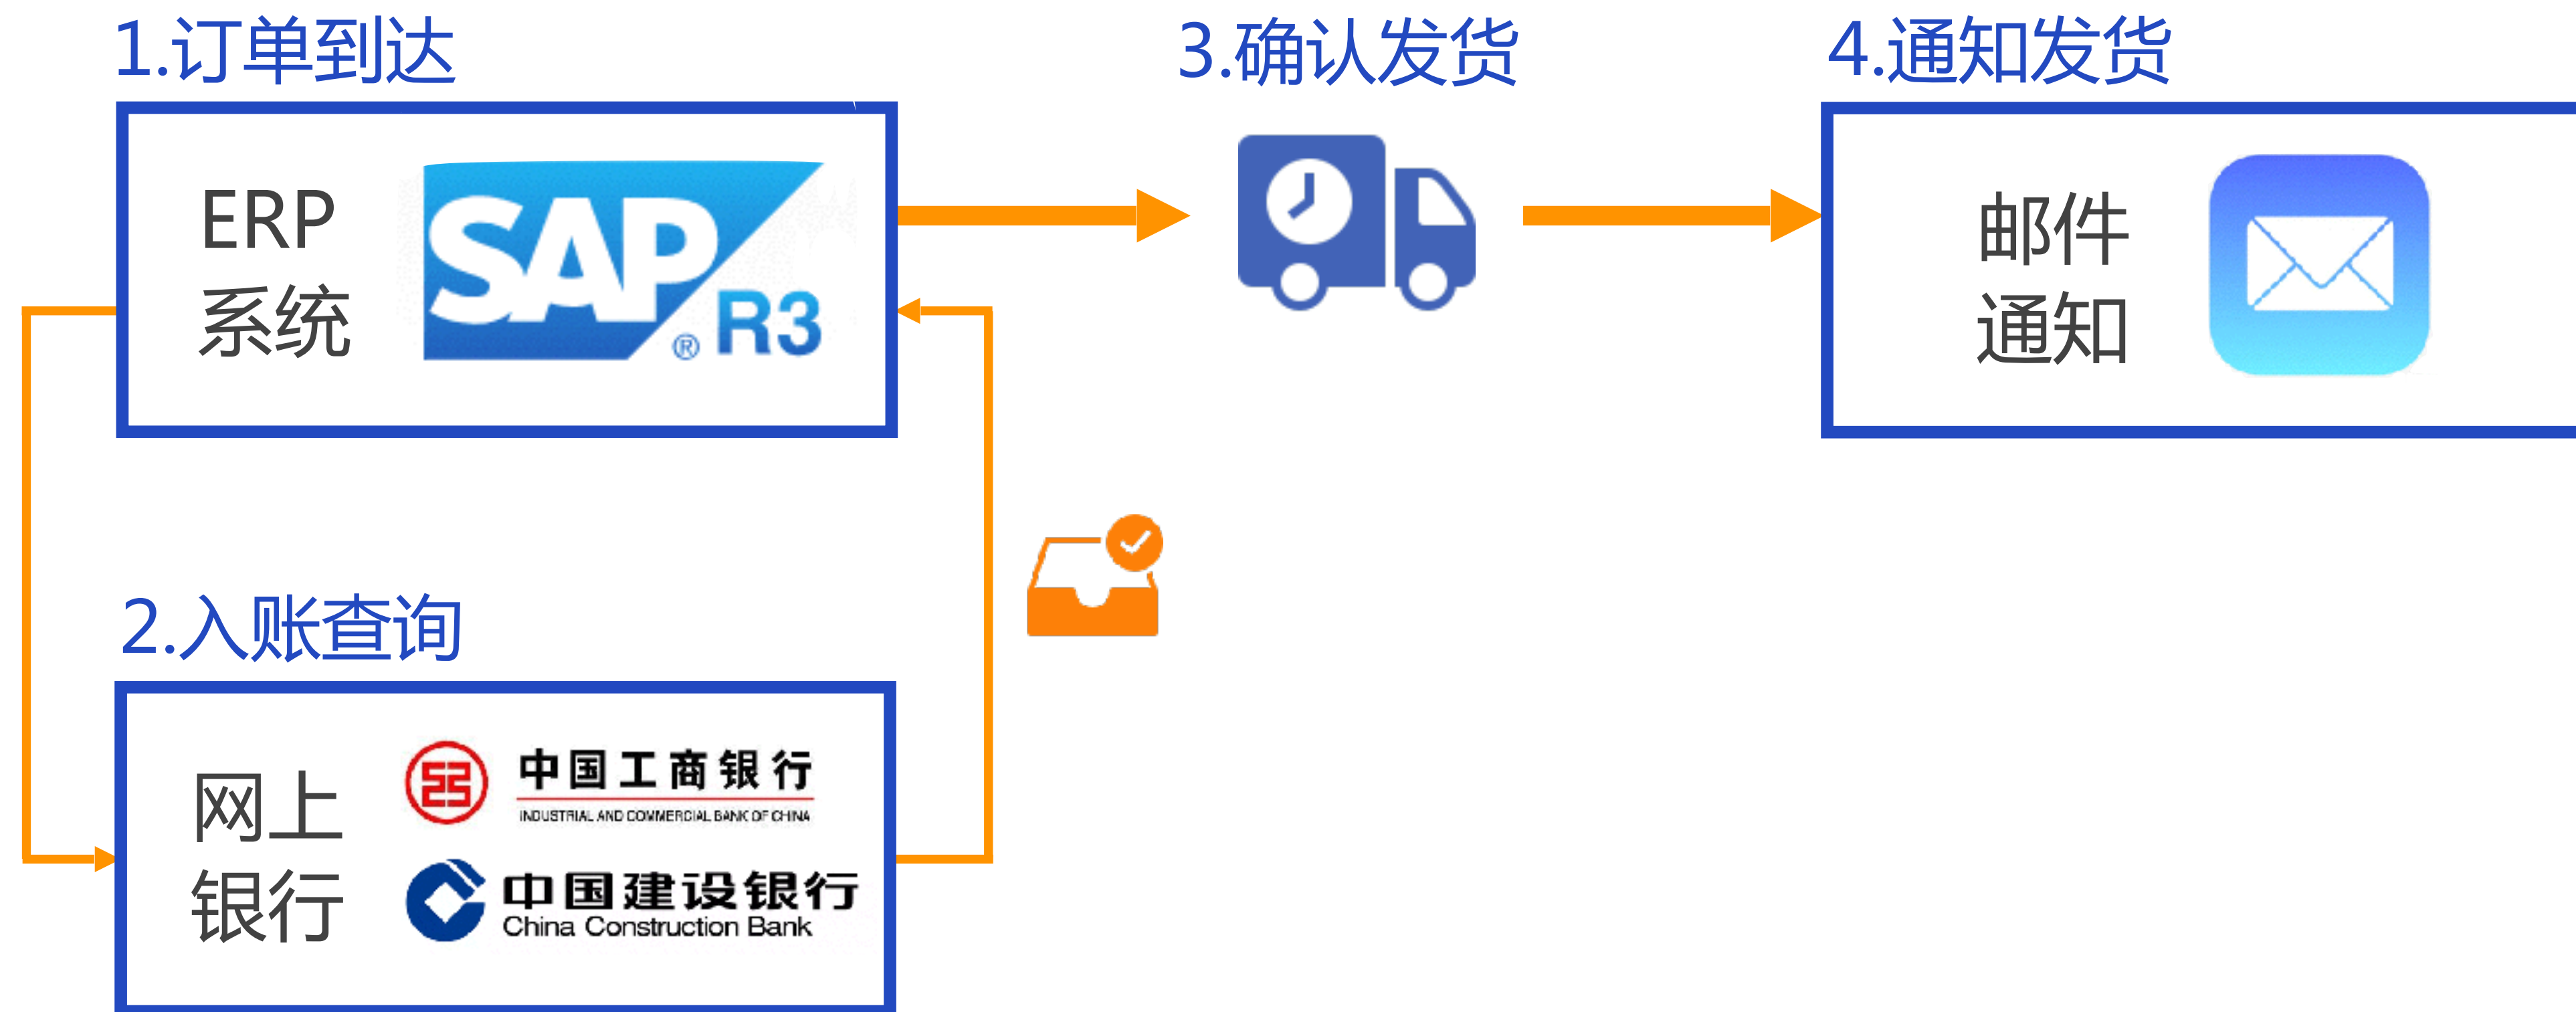 1.订单到达
3.确认发货
4.通知发货
ERP
系统
SAP
® R3
邮件
通知
2.入账查询
网上
银行
中国工商银行
INDUSTRIAL AND COMMERCIAL BANK OF CHINA
中国建设银行
China Construction Bank